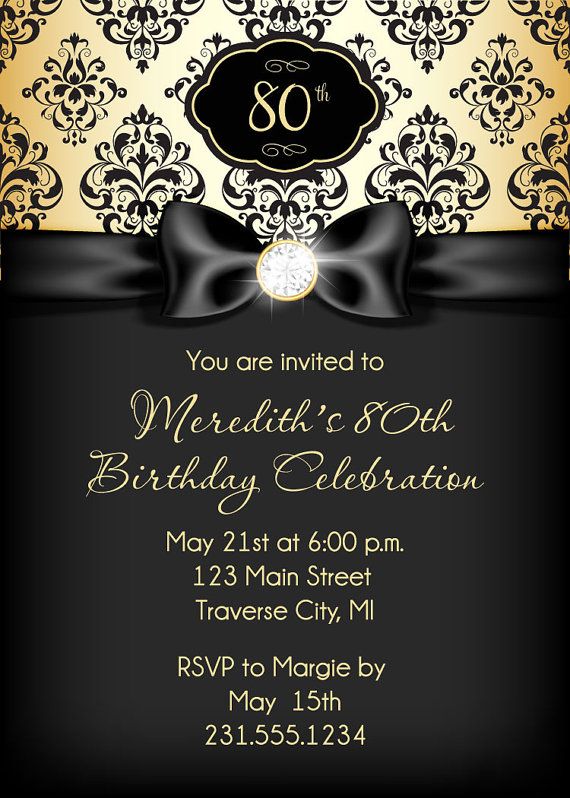 80th
You are invited to
Meredith's 80th
Birthday Celebration
May 21st at 6:00 p.m.
123 Main Street
Traverse City, MI
RSVP to Margie by
May 15th
231.555.1234